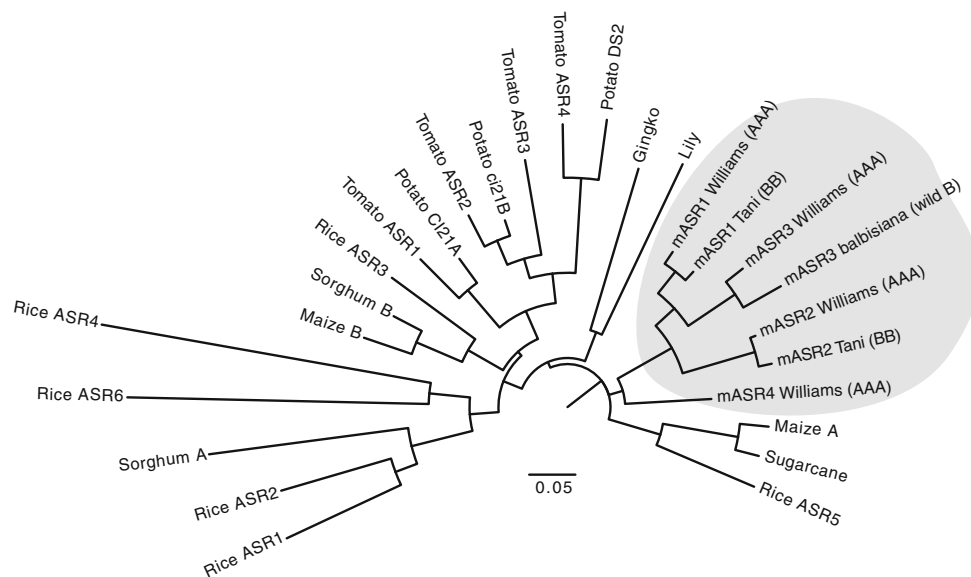 Rice ASR1
Rice ASR2
Sorghum A
Rice ASR6
Rice ASR4
Maize B
Sorghum B
Rice ASR3
Tomato ASR1
Potato CI21A
Tomato ASR2
Potato ci21B
Tomato ASR3
Tomato ASR4
Potato DS2
Gingko
Lily
mASR1 Williams (AAA)
mASR1 Tani (BB)
mASR3 Williams (AAA)
mASR3 balbisiana (wild B)
mASR2 Williams (AAA)
mASR2 Tani (BB)
mASR4 Williams (AAA)
Maize A
Sugarcane
Rice ASR5
0.05